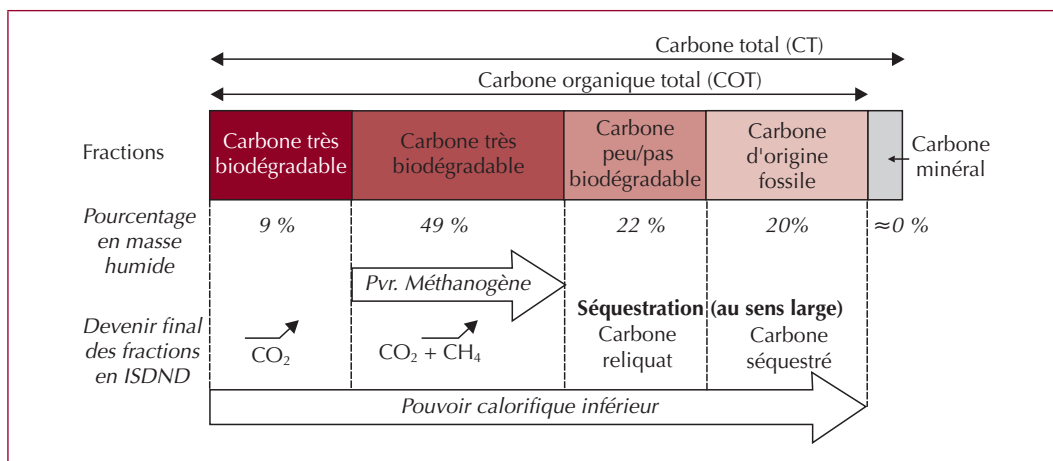 Carbone total (CT)
Carbone organique total (COT)
Fractions
Carbone très
biodégradable
Carbone très
biodégradable
Carbone
peu/pas
biodégradable
Carbone
d'origine
fossile
Carbone
minéral
Pourcentage
en masse
humide
9 %
49 %
22 %
20%
≈0 %
Pvr. Méthanogène
Devenir final
des fractions
en ISDND
CO₂
CO₂ + CH₄
Séquestration (au sens large)
Carbone
reliquat
Carbone
séquestré
Pouvoir calorifique inférieur